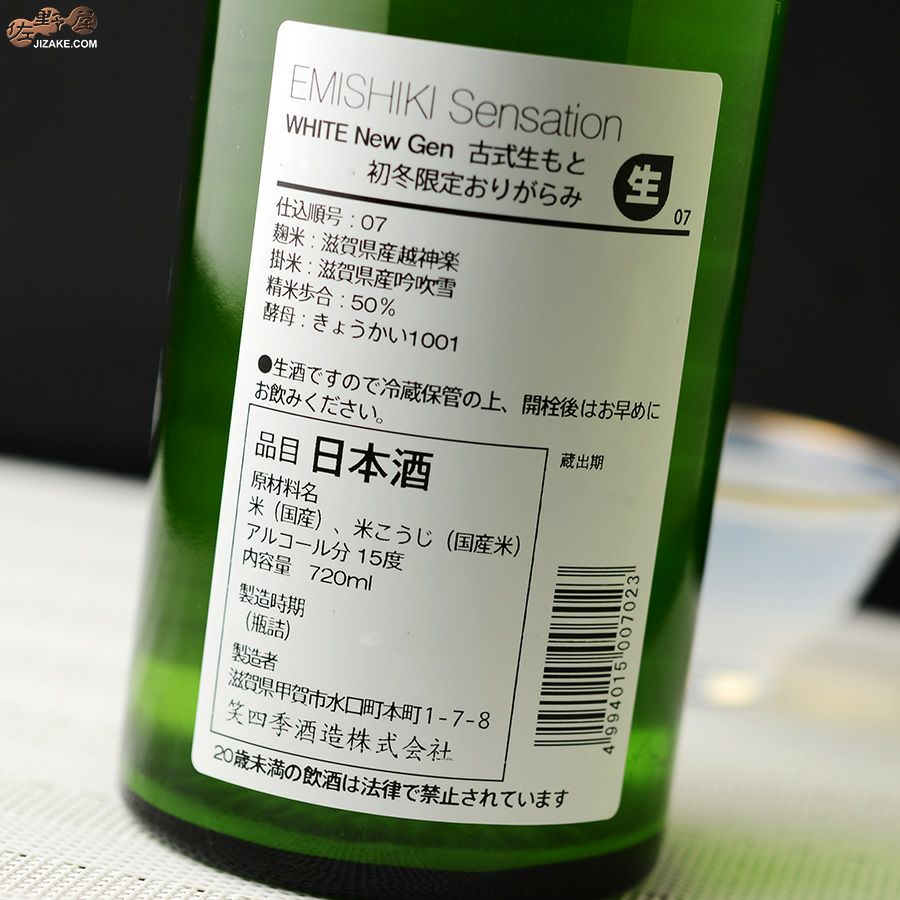 佐野屋
JIZAKE.COM
EMISHIKI Sensation
WHITE New Gen 古式生もと
初冬限定おりがらみ
生
07
仕込順号：07
麹米：滋賀県産越神楽
掛米：滋賀県産吟吹雪
精米歩合：50%
酵母：きょうかい1001
●生酒ですので冷蔵保管の上、開栓後はお早めに
お飲みください。
品目 日本酒
原材料名
米（国産）、米こうじ（国産米）
アルコール分 15度
内容量 720ml
製造時期
（瓶詰）
製造者
滋賀県甲賀市水口町本町1-7-8
笑四季酒造株式会社
蔵出期
4 994015 007023
20歳未満の飲酒は法律で禁止されています